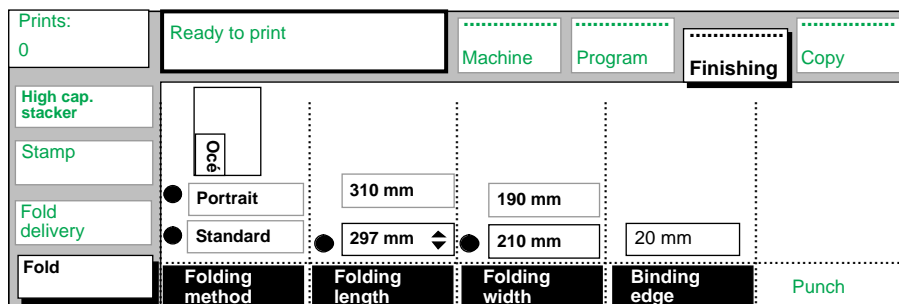 Prints:
0
Ready to print
Machine
Program
Finishing
Copy
High cap.
stacker
Stamp
Fold
delivery
Fold
Océ
Portrait
Standard
Folding
method
310 mm
297 mm
Folding
length
190 mm
210 mm
Folding
width
20 mm
Binding
edge
Punch